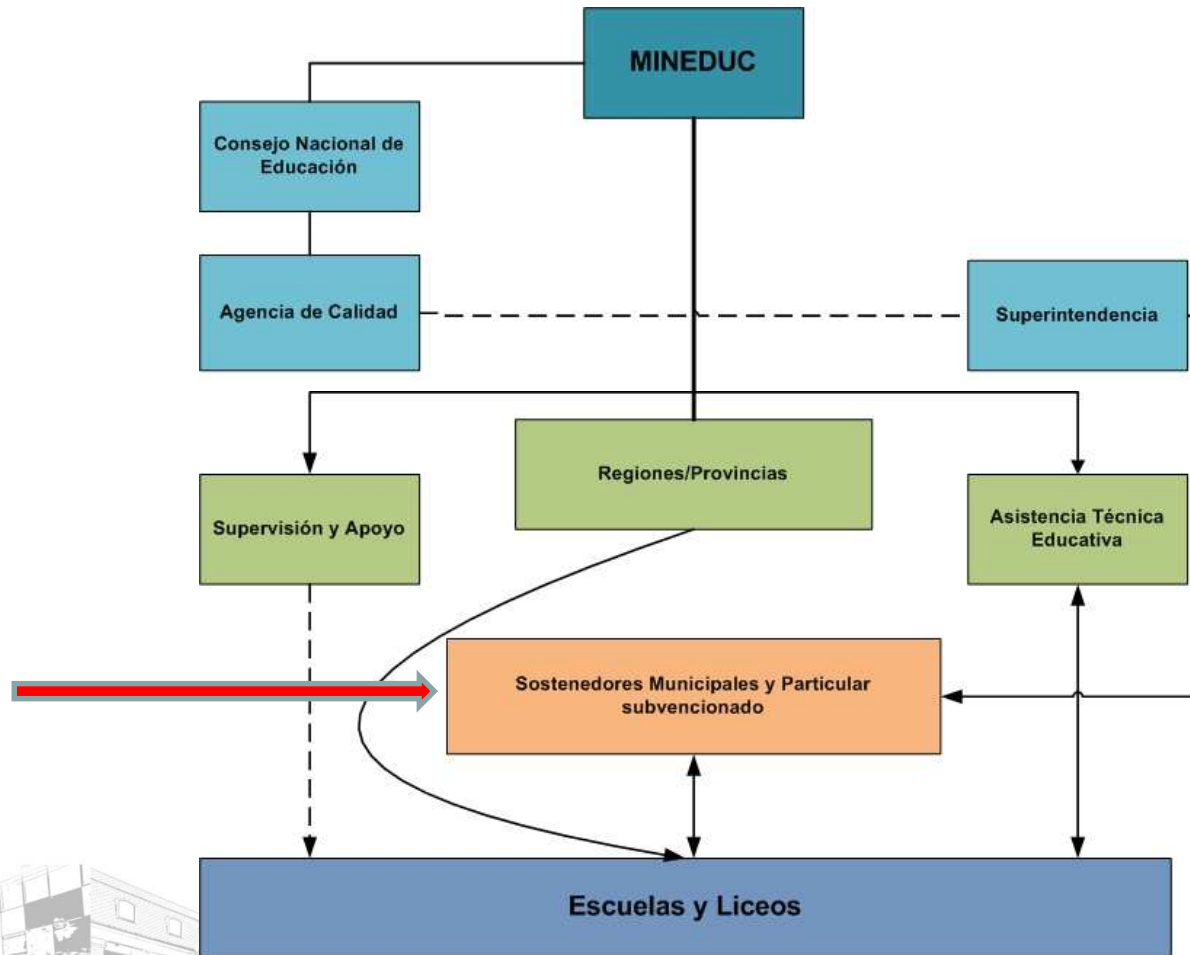 MINEDUC
Consejo Nacional de
Educación
Agencia de Calidad
Superintendencia
Regiones/Provincias
Supervisión y Apoyo
Asistencia Técnica
Educativa
Sostenedores Municipales y Particular
subvencionado
Escuelas y Liceos